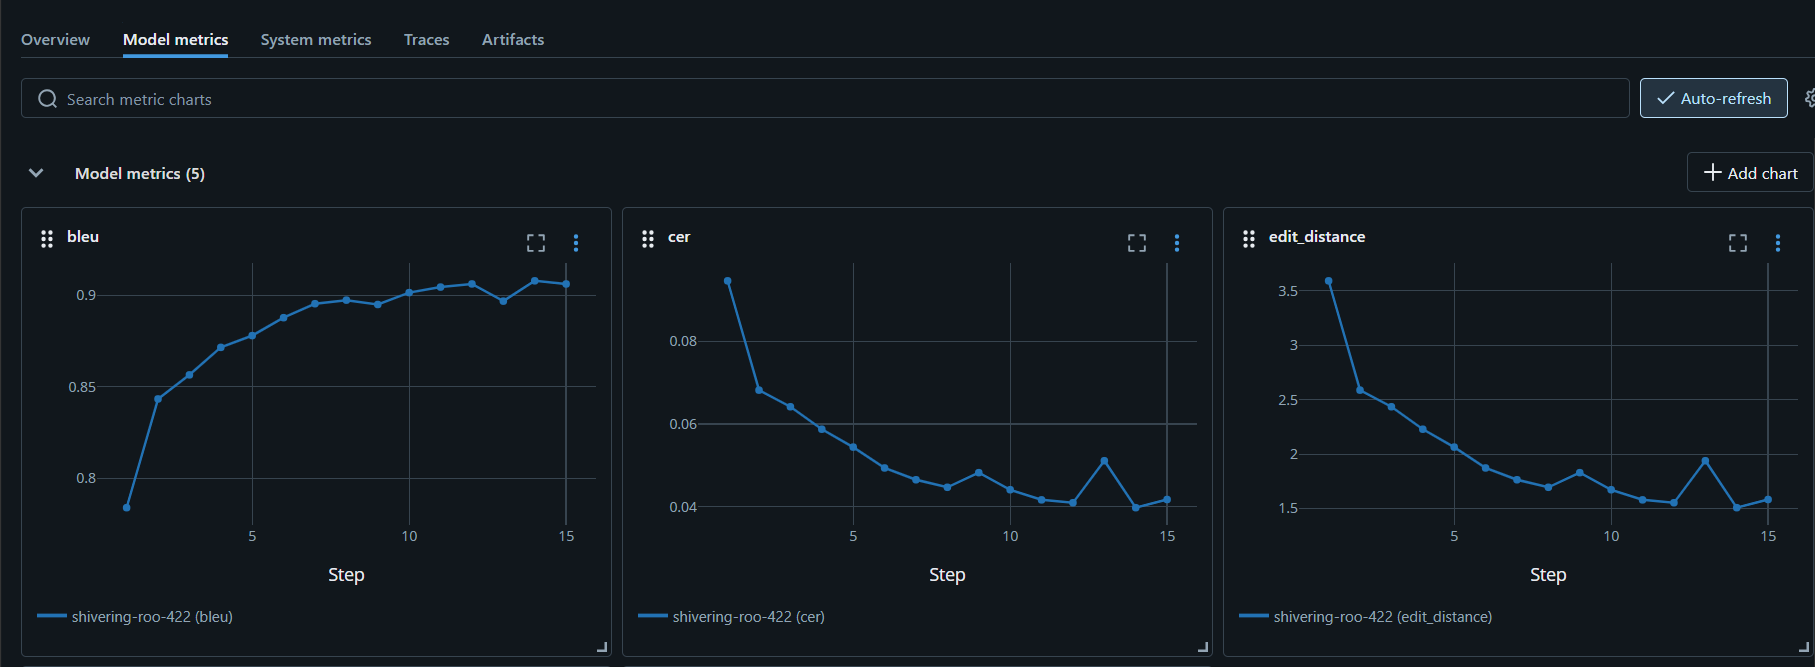 Overview Model metrics System metrics Traces Artifacts
Search metric charts
Auto-refresh
Model metrics (5)
Add chart
bleu
0.9
0.85
0.8
5 10 15
Step
shivering-roo-422 (bleu)
cer
0.08
0.06
0.04
5 10 15
Step
shivering-roo-422 (cer)
edit_distance
3.5
3
2.5
2
1.5
5 10 15
Step
shivering-roo-422 (edit_distance)